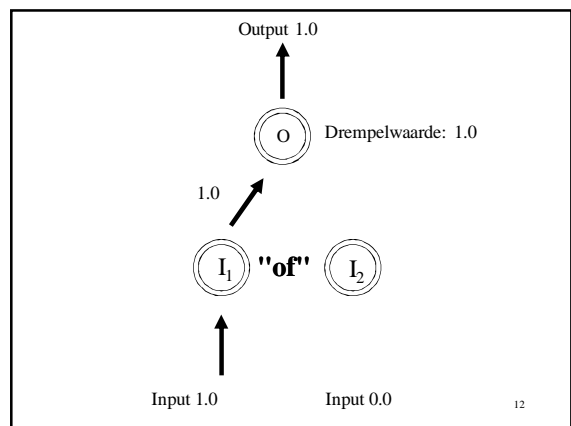 Output 1.0
O
Drempelwaarde: 1.0
1.0
I1 "of" I2
Input 1.0
Input 0.0
12